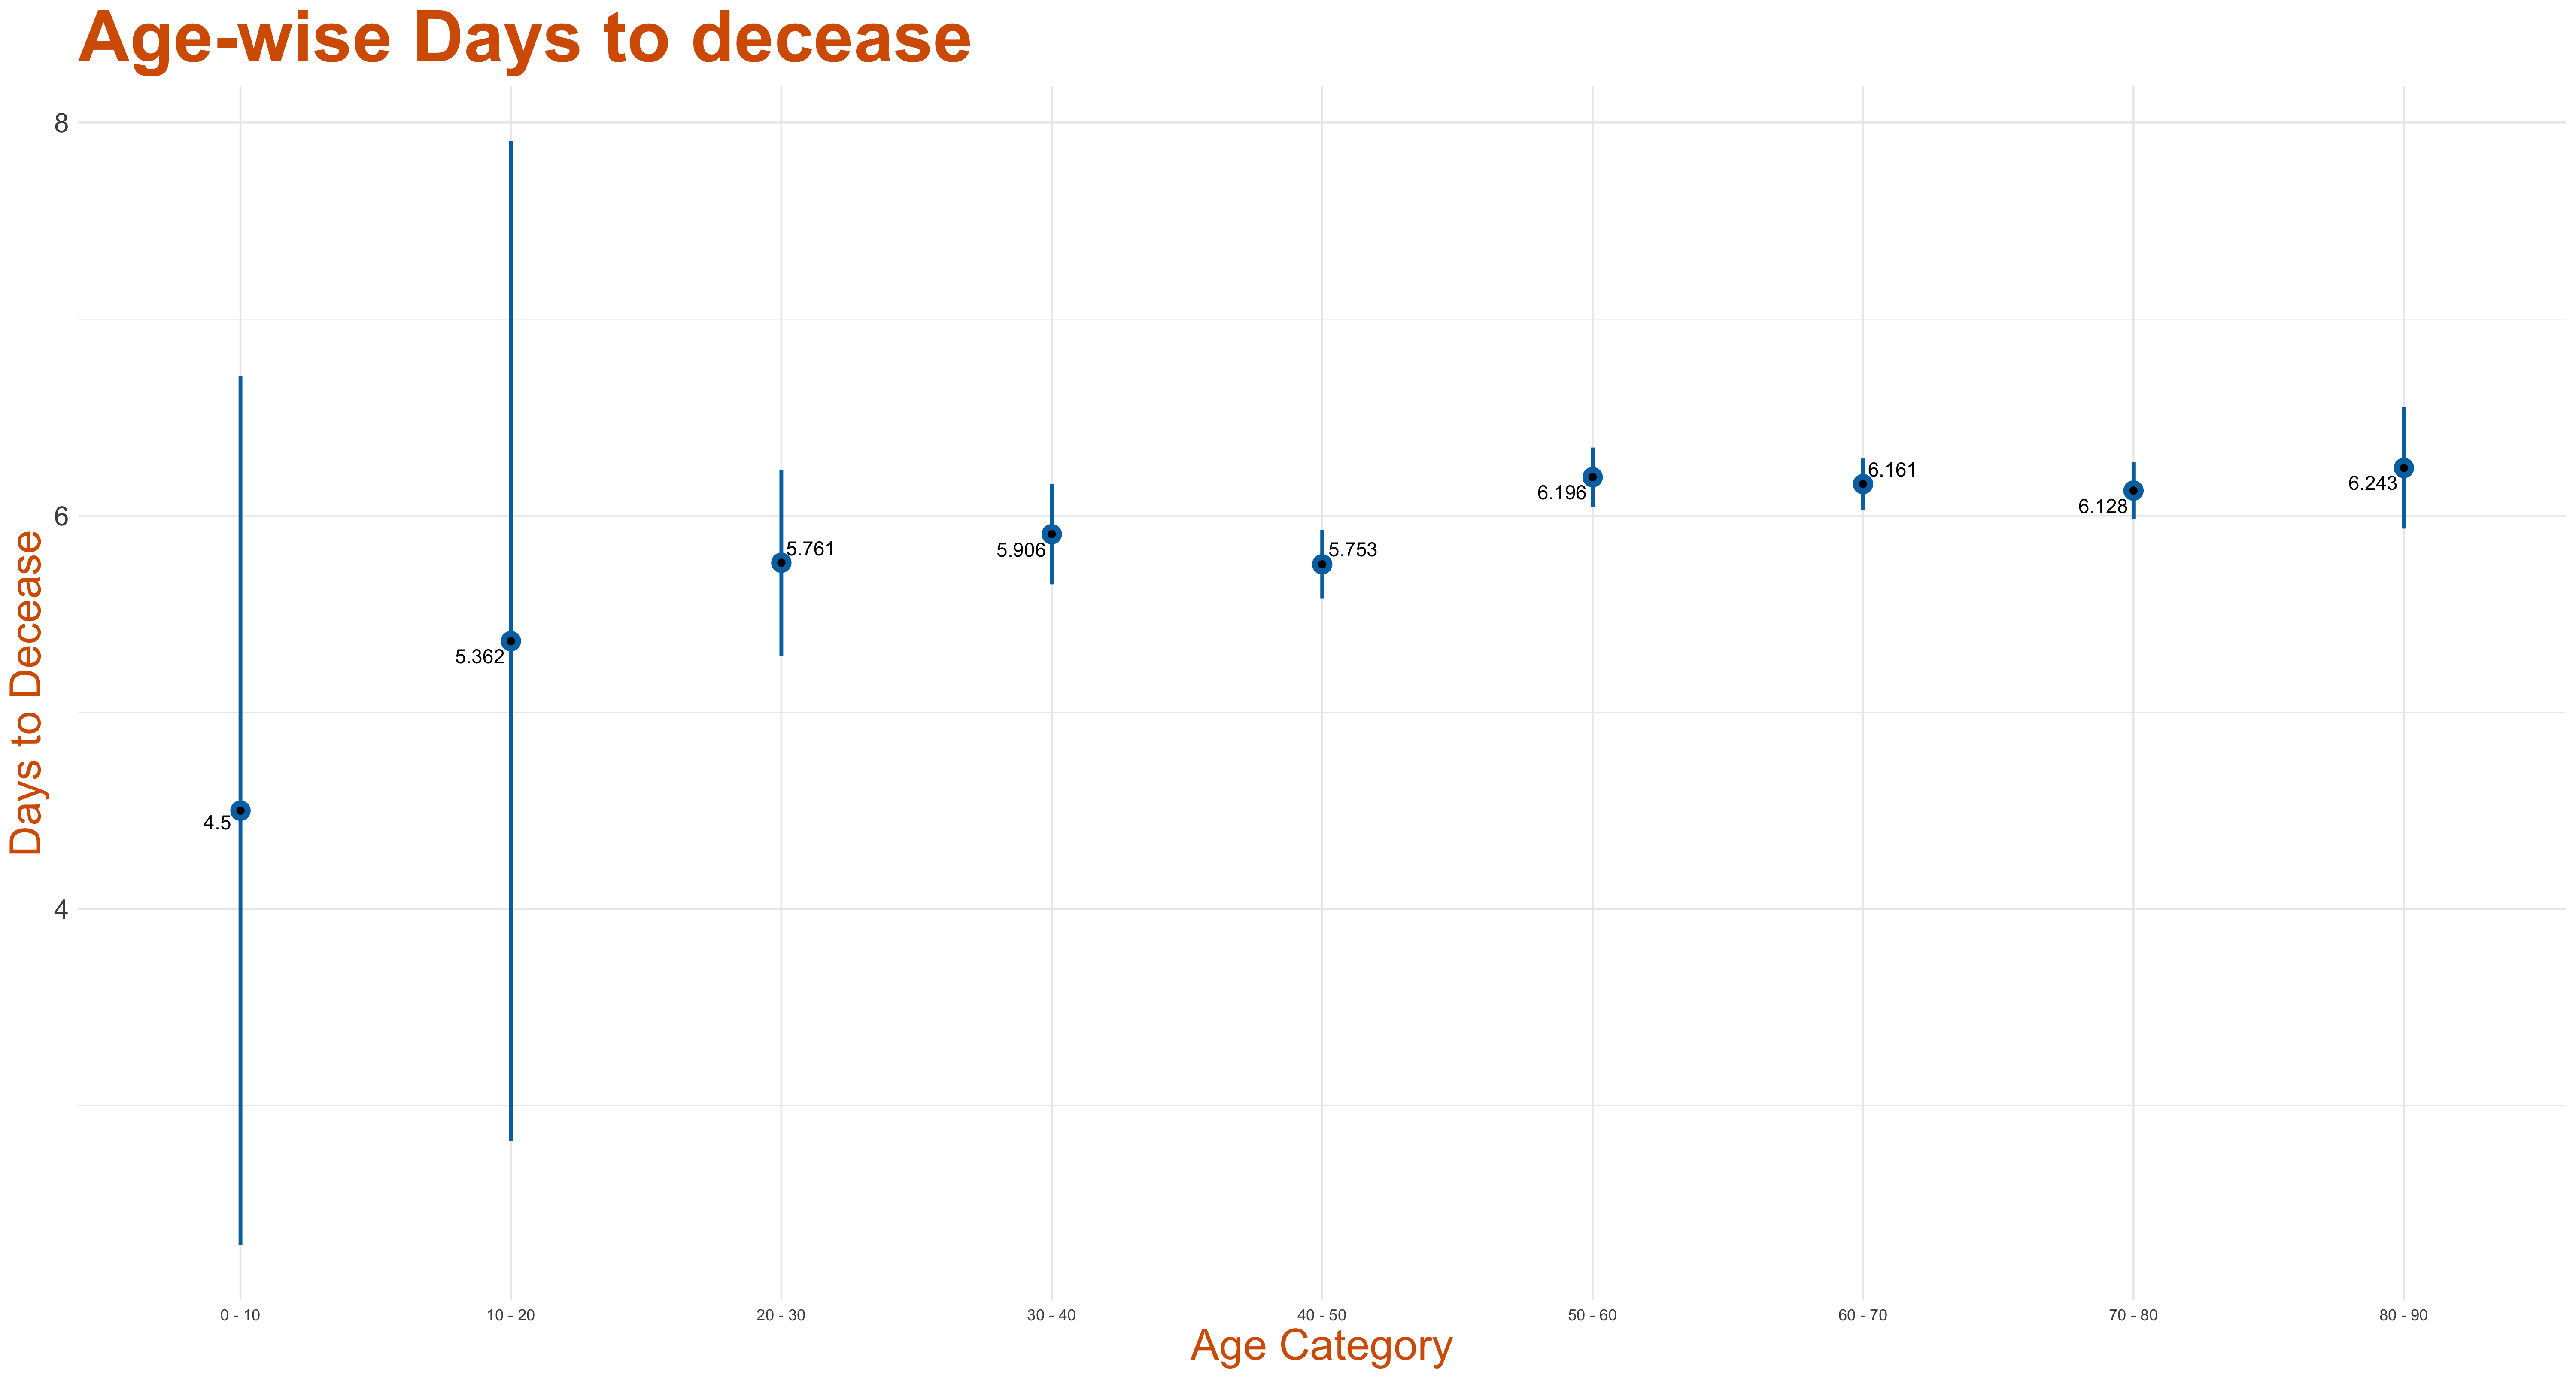 Age-wise Days to decease
8
6
4
Days to Decease
4.5
5.362
5.761
5.906
5.753
6.196
6.161
6.128
6.243
0 - 10
10 - 20
20 - 30
30 - 40
40 - 50
50 - 60
60 - 70
70 - 80
80 - 90
Age Category